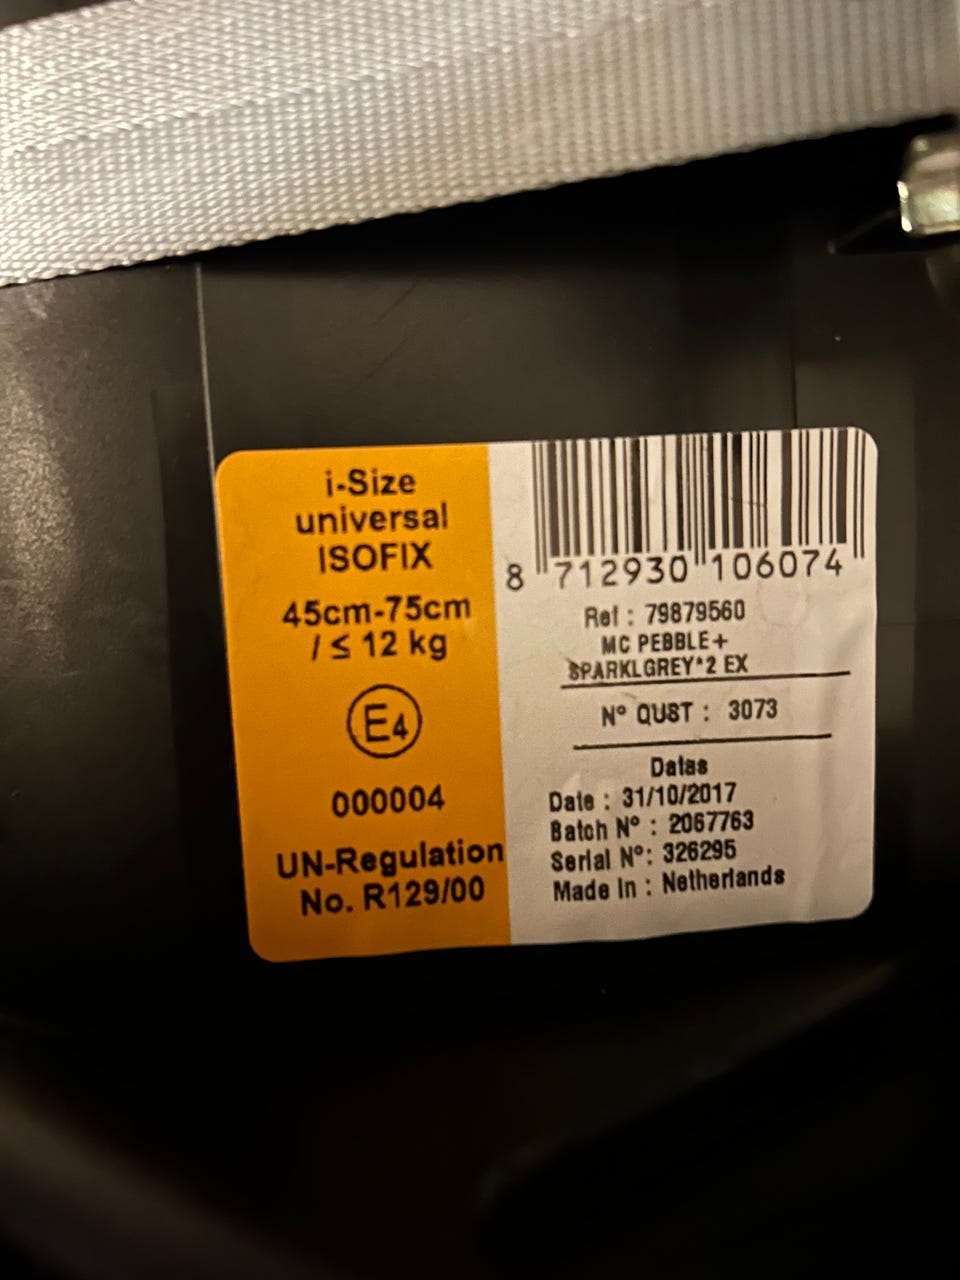 i-Size
universal
ISOFIX
45cm-75cm
/ ≤ 12 kg
E4
000004
UN-Regulation
No. R129/00
8 712930 106074
Ref : 79879560
MC PEBBLE+
SPARKLGREY*2 EX
N° QUST : 3073
Datas
Date : 31/10/2017
Batch N° : 2067763
Serial N°: 326295
Made In : Netherlands